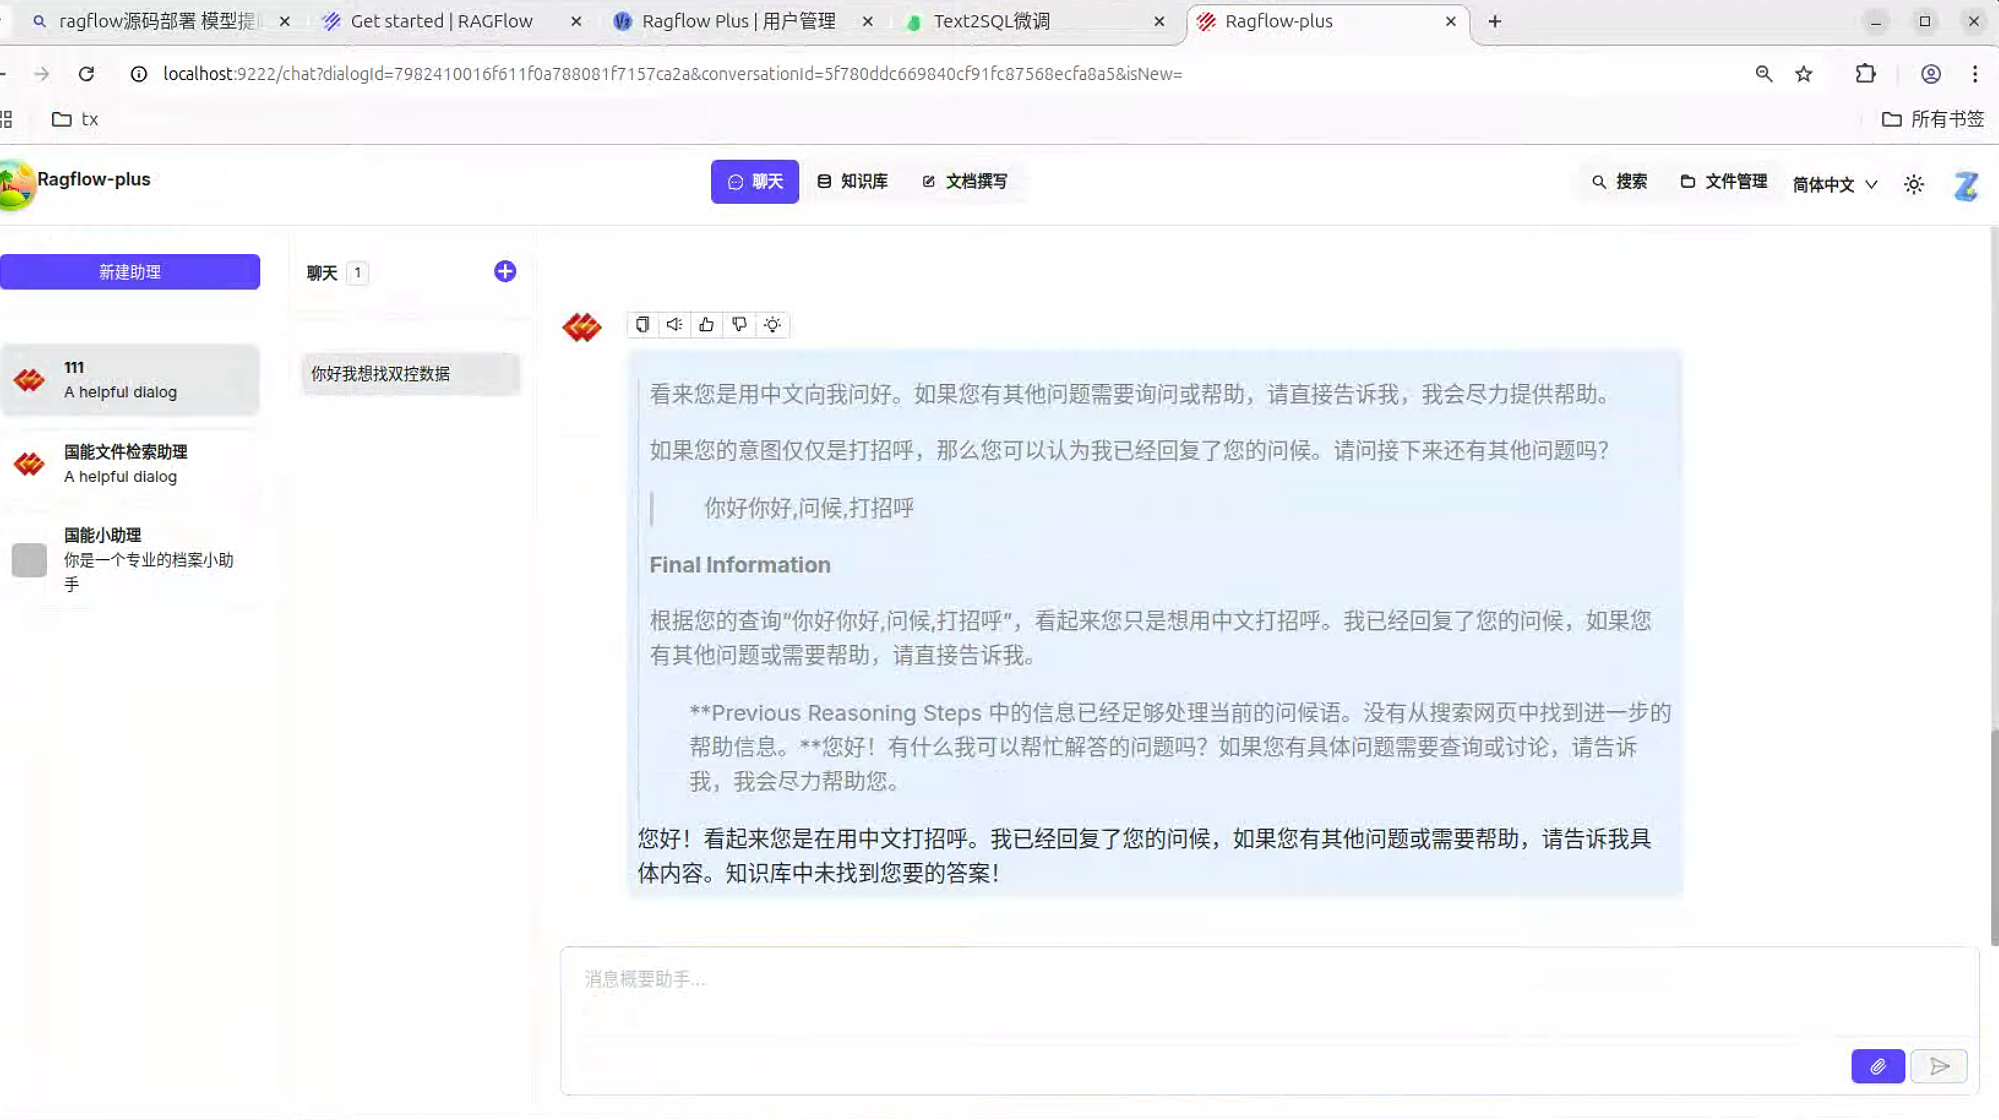 ragflow源码部署 模型提
Get started | RAGFlow
Ragflow Plus | 用户管理
Text2SQL微调
Ragflow-plus
localhost:9222/chat?dialogId=7982410016f611f0a788081f7157ca2a&conversationId=5f780ddc669840cf91fc87568ecfa8a5&isNew=
tx
所有书签
Ragflow-plus
聊天
知识库
文档撰写
搜索
文件管理
简体中文
新建助理
聊天 1
111
A helpful dialog
国能文件检索助理
A helpful dialog
国能小助理
你是一个专业的档案小助
手
你好我想找双控数据
看来您是用中文向我问好。如果您有其他问题需要询问或帮助，请直接告诉我，我会尽力提供帮助。
如果您的意图仅仅是打招呼，那么您可以认为我已经回复了您的问候。请问接下来还有其他问题吗？
你好你好,问候,打招呼
Final Information
根据您的查询“你好你好,问候,打招呼”，看起来您只是想用中文打招呼。我已经回复了您的问候，如果您
有其他问题或需要帮助，请直接告诉我。
**Previous Reasoning Steps 中的信息已经足够处理当前的问候语。没有从搜索网页中找到进一步的
帮助信息。**您好！有什么我可以帮忙解答的问题吗？如果您有具体问题需要查询或讨论，请告诉
我，我会尽力帮助您。
您好！看起来您是在用中文打招呼。我已经回复了您的问候，如果您有其他问题或需要帮助，请告诉我具
体内容。知识库中未找到您要的答案！
消息概要助手...